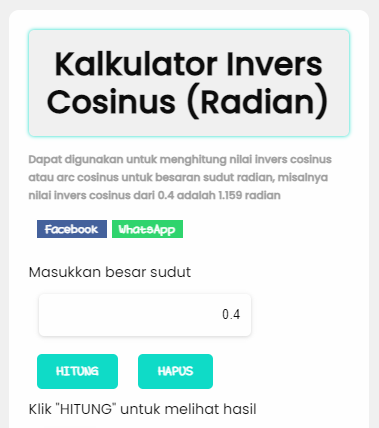 Kalkulator Invers
Cosinus (Radian)
Dapat digunakan untuk menghitung nilai invers cosinus
atau arc cosinus untuk besaran sudut radian, misalnya
nilai invers cosinus dari 0.4 adalah 1.159 radian
Facebook WhatsApp
Masukkan besar sudut
0.4
HITUNG HAPUS
Klik "HITUNG" untuk melihat hasil